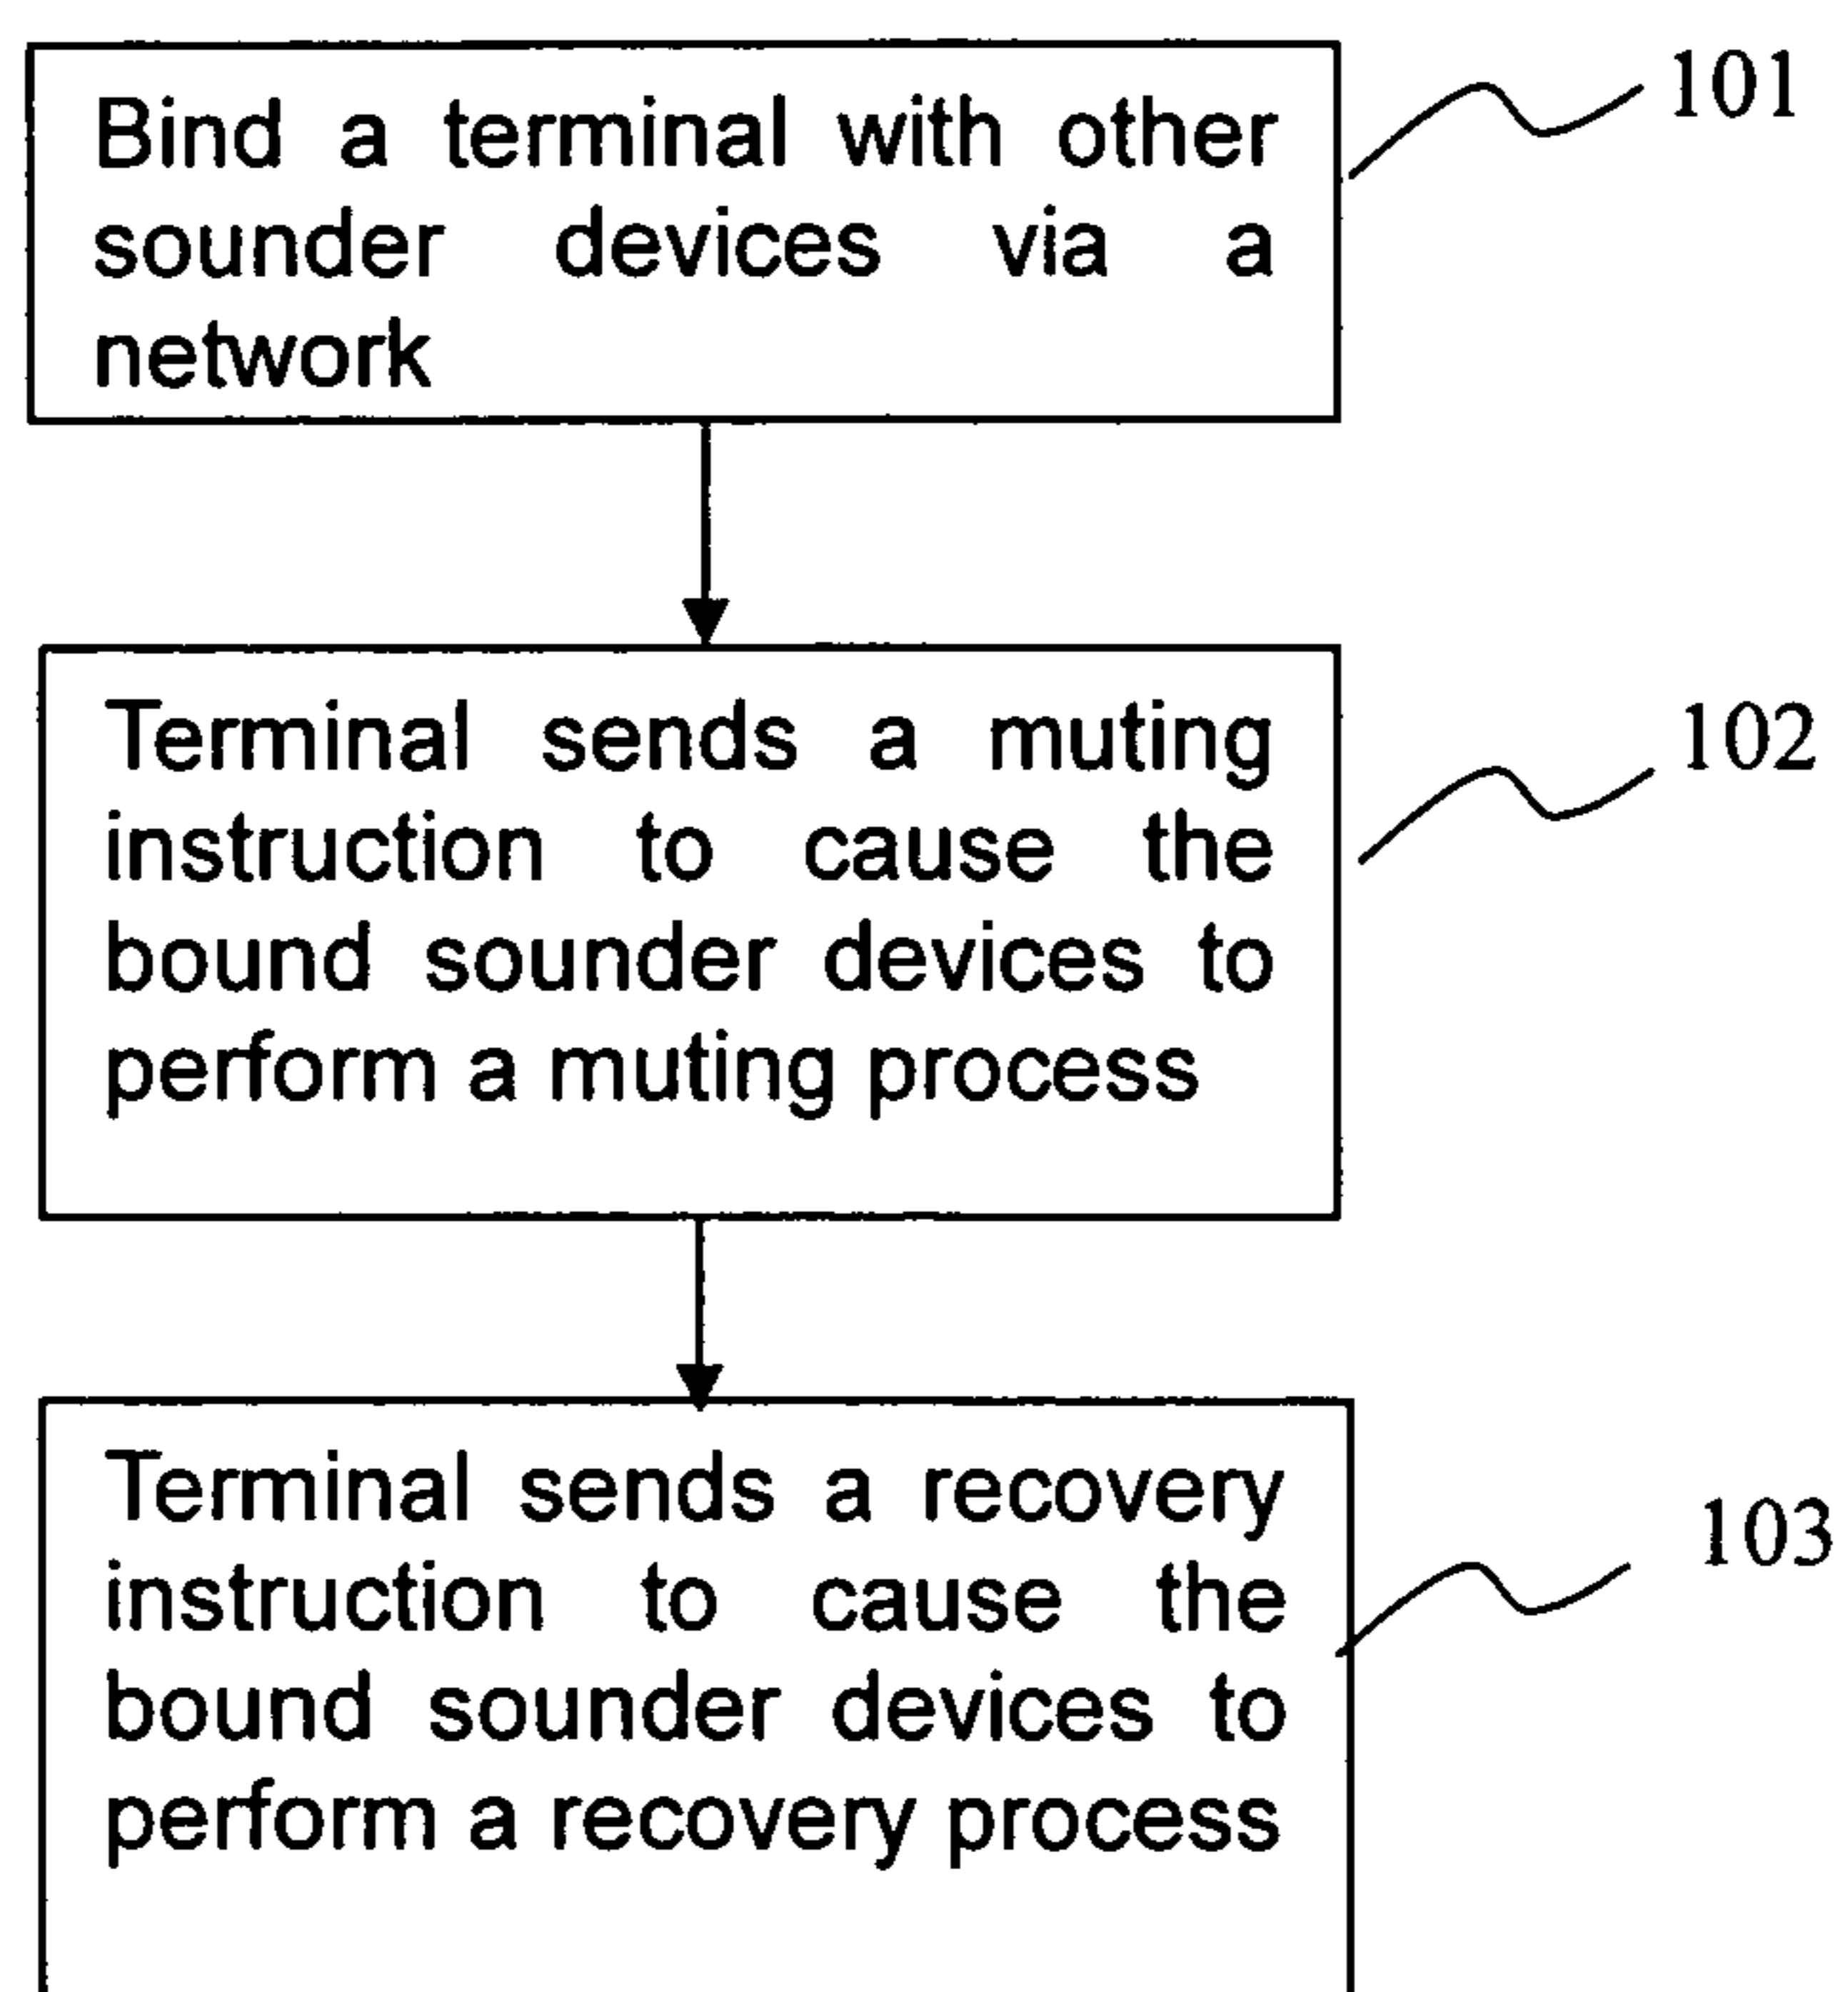 Bind a terminal with other
sounder devices via a
network
101
Terminal sends a muting
instruction to cause the
bound sounder devices to
perform a muting process
102
Terminal sends a recovery
instruction to cause the
bound sounder devices to
perform a recovery process
103